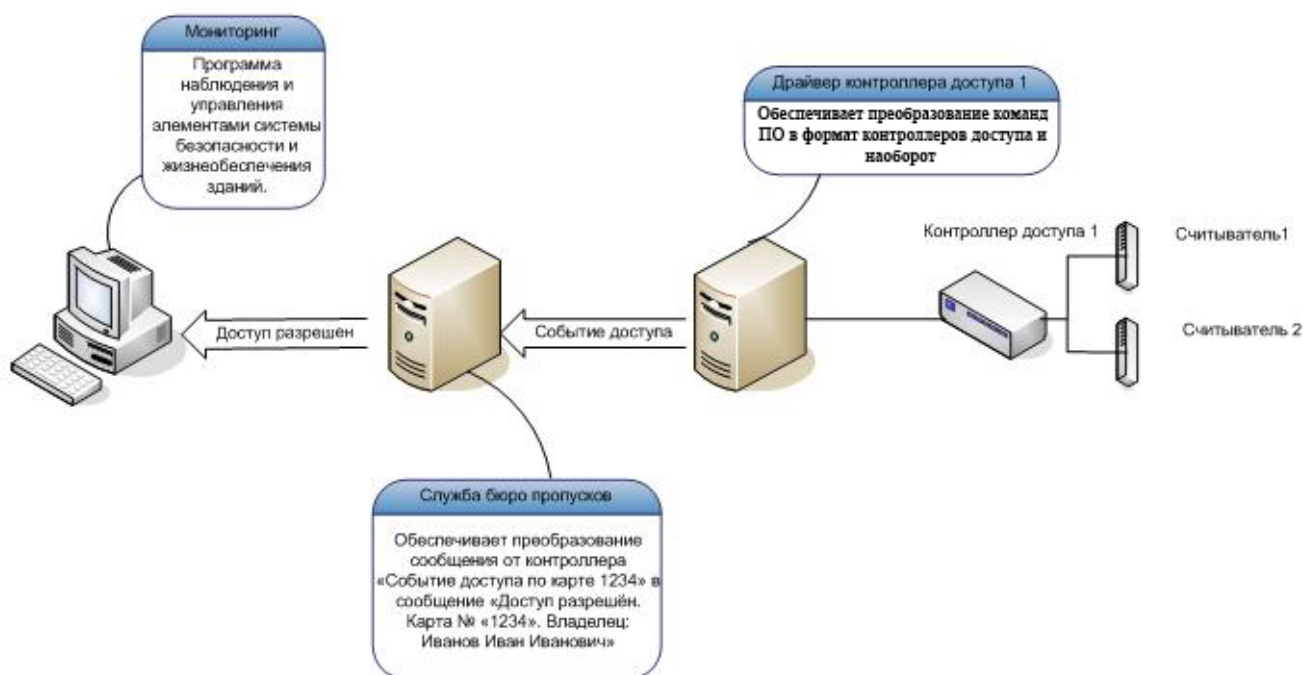 Мониторинг
Программа
наблюдения и
управления
элементами системы
безопасности и
жизнеобеспечения
зданий.
Драйвер контроллера доступа 1
Обеспечивает преобразование команд
ПО в формат контроллеров доступа и
наоборот
Контроллер доступа 1
Считыватель1
Считыватель 2
Доступ разрешен
Событие доступа
Служба бюро пропусков
Обеспечивает преобразование
сообщения от контроллера
«Событие доступа по карте 1234» в
сообщение «Доступ разрешён.
Карта № «1234». Владелец:
Иванов Иван Иванович»